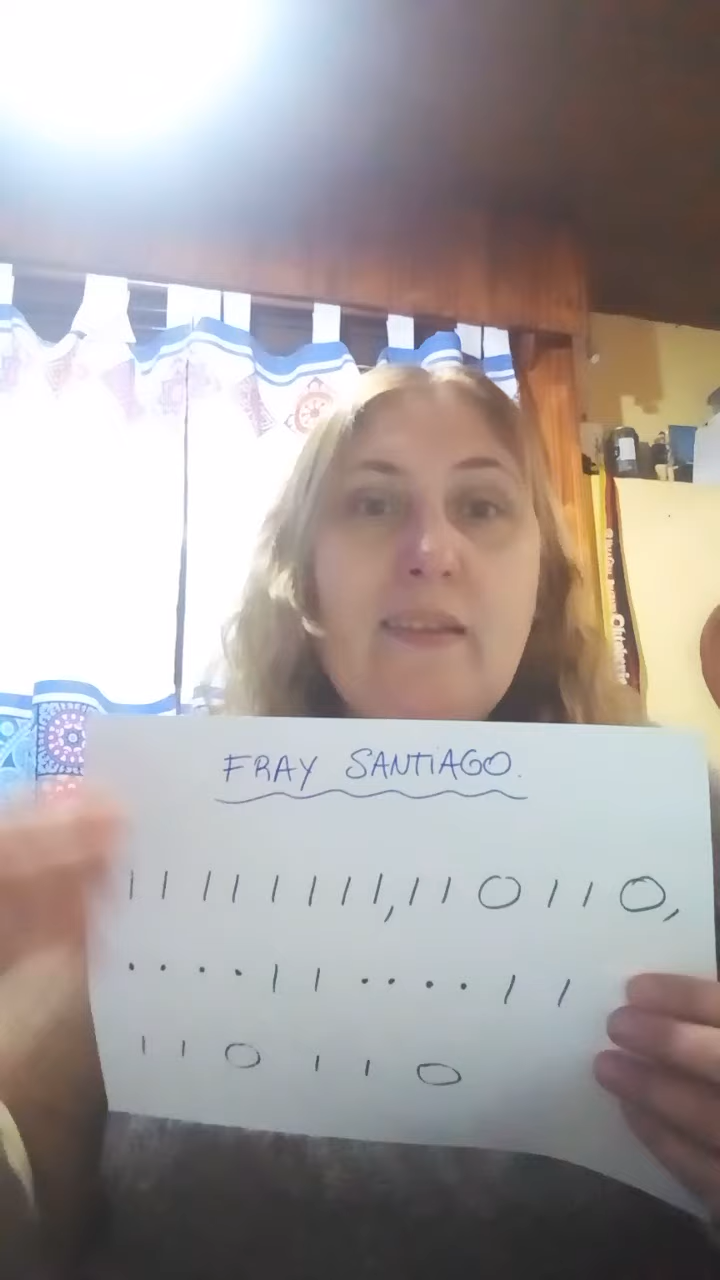 FRAY SANTIAGO.
| | | | | | | | , | | O | | O ,
. . . . | | . . . . | |
| | O | | O